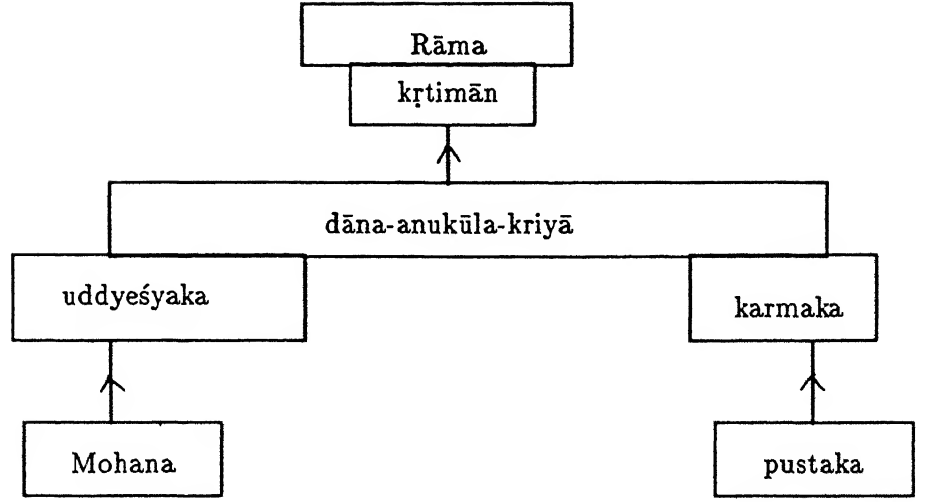 Rāma
kṛtimān
dāna-anukūla-kriyā
uddyeśyaka
karmaka
Mohana
pustaka